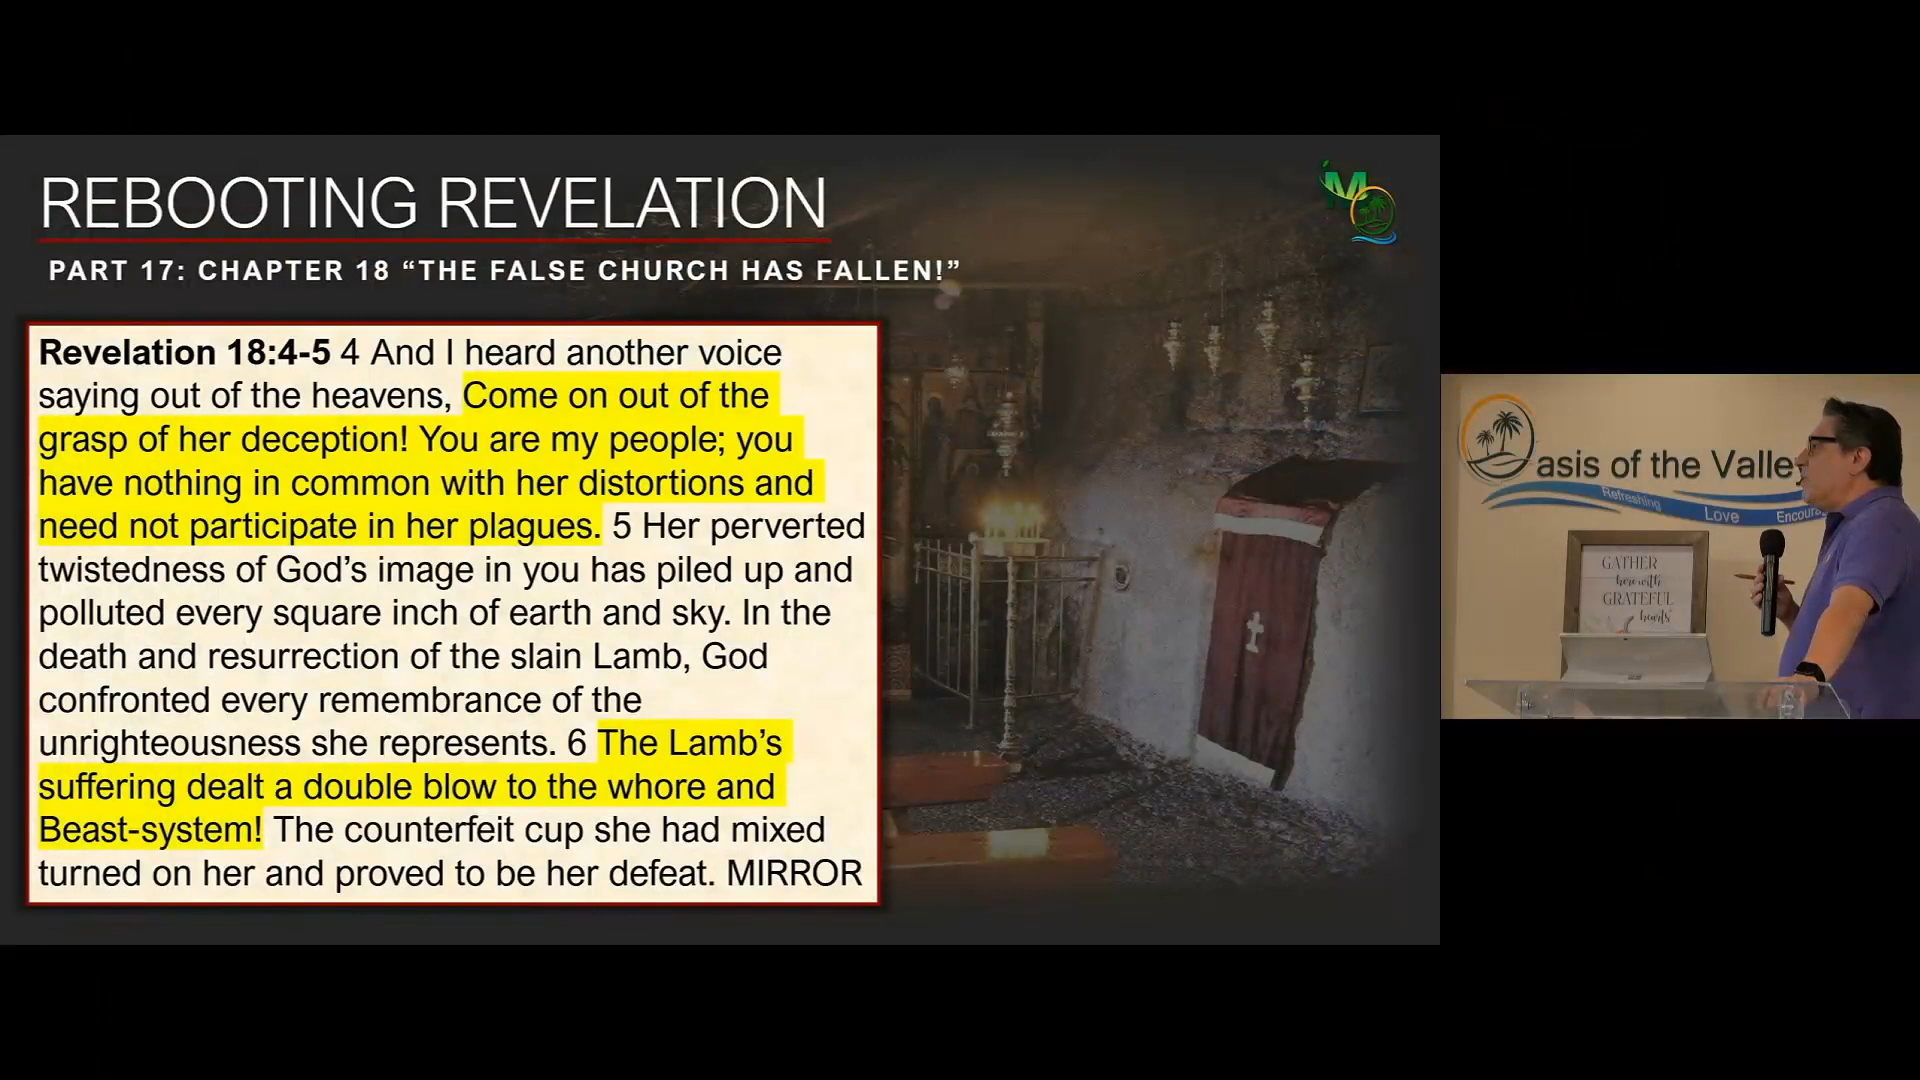 REBOOTING REVELATION
PART 17: CHAPTER 18 “THE FALSE CHURCH HAS FALLEN!”
Revelation 18:4-5 4 And I heard another voice
saying out of the heavens, Come on out of the
grasp of her deception! You are my people; you
have nothing in common with her distortions and
need not participate in her plagues. 5 Her perverted
twistedness of God’s image in you has piled up and
polluted every square inch of earth and sky. In the
death and resurrection of the slain Lamb, God
confronted every remembrance of the
unrighteousness she represents. 6 The Lamb’s
suffering dealt a double blow to the whore and
Beast-system! The counterfeit cup she had mixed
turned on her and proved to be her defeat. MIRROR
M
asis of the Valley
Refreshing
Love
Encoura
GATHER
here with
GRATEFUL
hearts